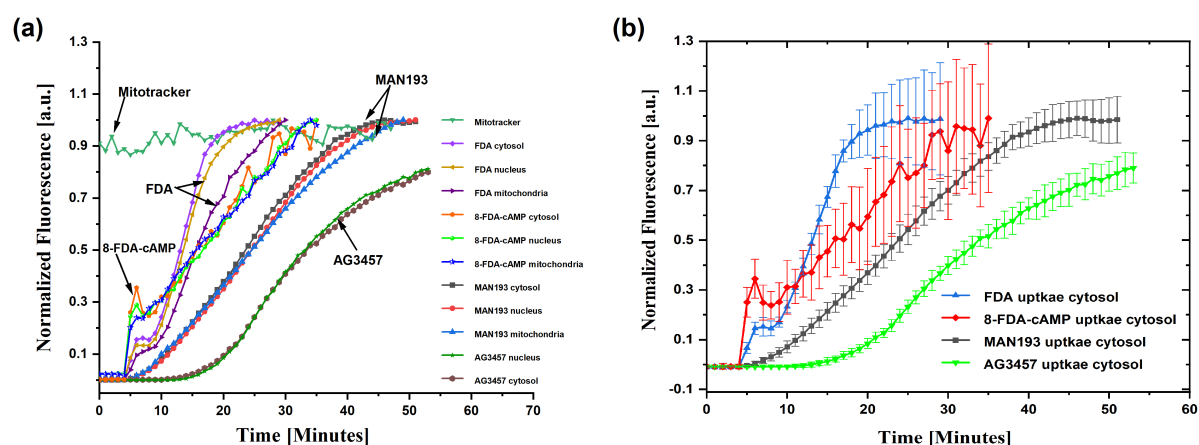 (a)
Normalized Fluorescence [a.u.]
1.3
1.1
0.9
0.7
0.5
0.3
0.1
0
10
20
30
40
50
60
70
Time [Minutes]
Mitotracker
FDA
8-FDA-cAMP
MAN193
AG3457
Mitotracker
FDA cytosol
FDA nucleus
FDA mitochondria
8-FDA-cAMP cytosol
8-FDA-cAMP nucleus
8-FDA-cAMP mitochondria
MAN193 cytosol
MAN193 nucleus
MAN193 mitochondria
AG3457 nucleus
AG3457 cytosol
(b)
Normalized Fluorescence [a.u.]
1.3
1.1
0.9
0.7
0.5
0.3
0.1
-0.1
0
10
20
30
40
50
60
Time [Minutes]
FDA uptkae cytosol
8-FDA-cAMP uptkae cytosol
MAN193 uptkae cytosol
AG3457 uptkae cytosol